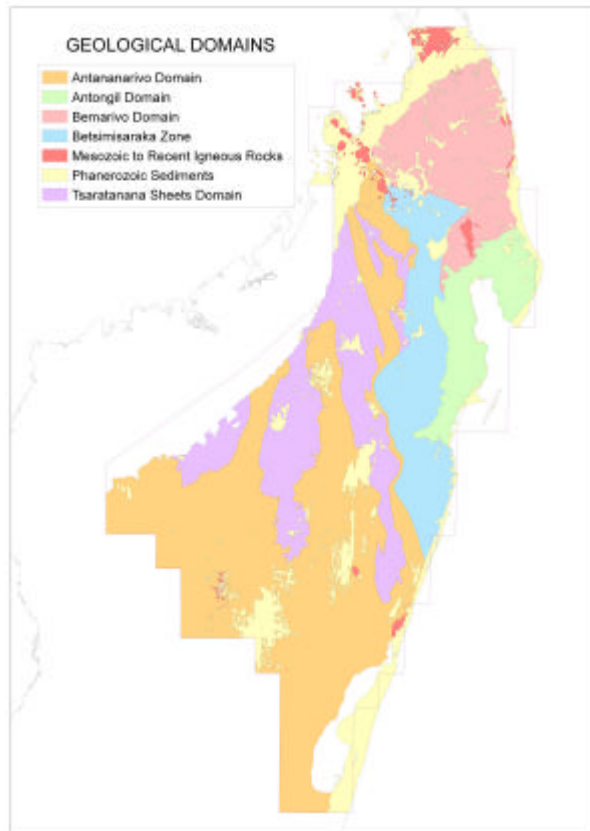 GEOLOGICAL DOMAINS
Antananarivo Domain
Antongil Domain
Bemarivo Domain
Betsimisaraka Zone
Mesozoic to Recent Igneous Rocks
Phanerozoic Sediments
Tsaratanana Sheets Domain